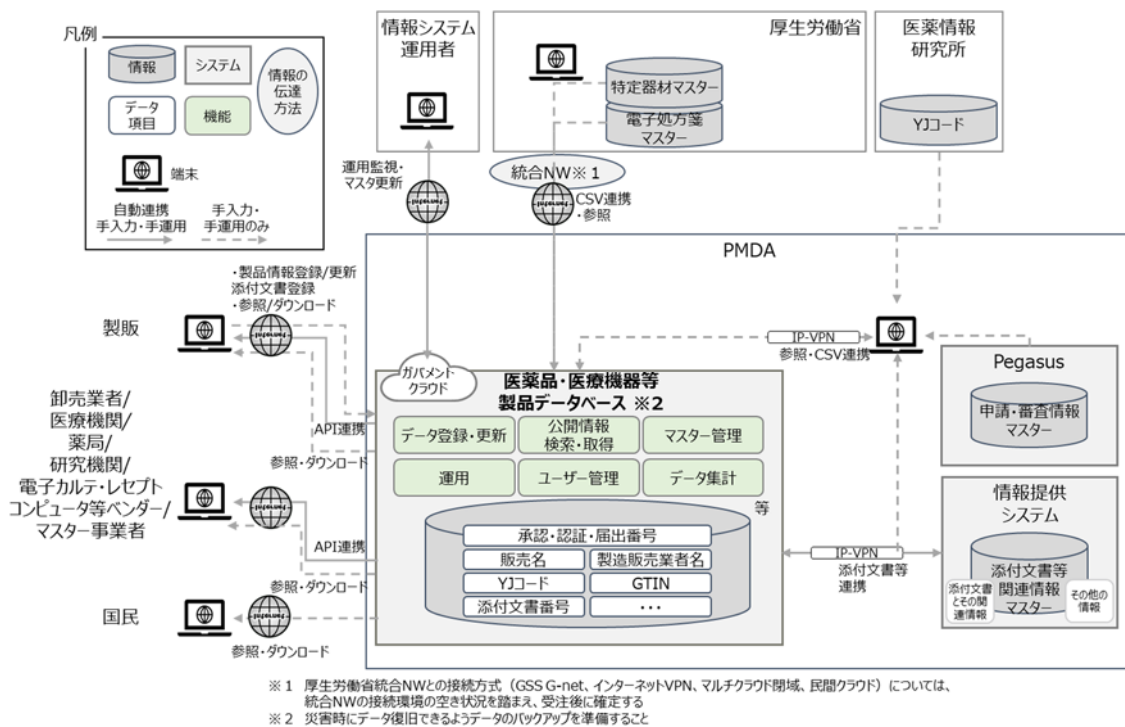 凡例
情報
システム
情報の
伝達
方法
データ
項目
機能
端末
自動連携
手入力・手運用
手入力・
手運用のみ
情報システム
運用者
運用監視・
マスタ更新
厚生労働省
特定器材マスター
電子処方箋
マスター
統合NW※1
CSV連携
・参照
医薬情報
研究所
YJコード
PMDA
・製品情報登録/更新
添付文書登録
・参照/ダウンロード
製販
API連携
参照・ダウンロード
卸売業者/
医療機関/
薬局/
研究機関/
電子カルテ・レセプト
コンピュータ等ベンダー/
マスター事業者
API連携
参照・ダウンロード
国民
参照・ダウンロード
ガバメント
クラウド
医薬品・医療機器等
製品データベース ※2
データ登録・更新
公開情報
検索・取得
マスター管理
運用
ユーザー管理
データ集計
等
承認・認証・届出番号
販売名
製造販売業者名
YJコード
GTIN
添付文書番号
・・・
IP-VPN
参照・CSV連携
Pegasus
申請・審査情報
マスター
IP-VPN
添付文書等
連携
情報提供
システム
添付文書等
関連情報
マスター
添付文書
とその関
連情報
その他の
情報
※1 厚生労働省統合NWとの接続方式（GSS G-net、インターネットVPN、マルチクラウド閉域、民間クラウド）については、
統合NWの接続環境の空き状況を踏まえ、受注後に確定する
※2 災害時にデータ復旧できるようデータのバックアップを準備すること